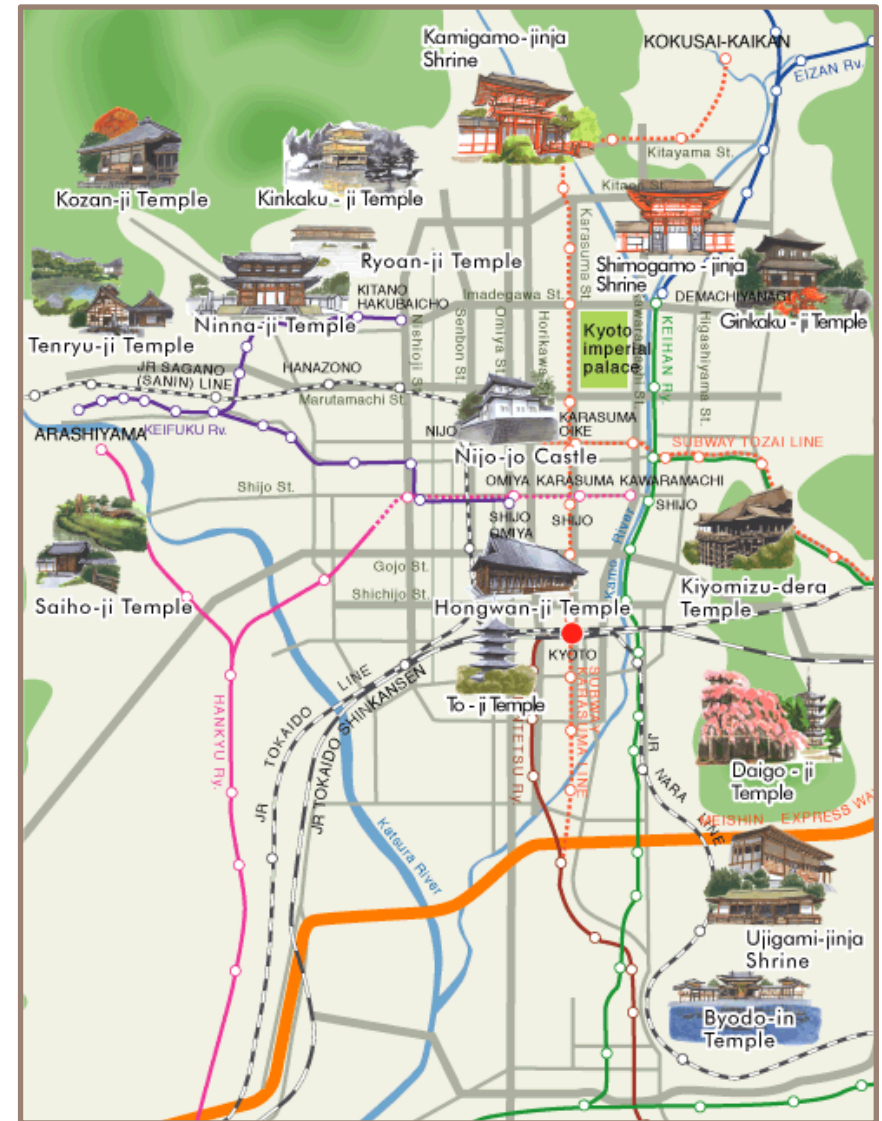 Kamigamo-jinja
Shrine
KOKUSAI-KAIKAN
EIZAN Rv.
Kitayama St.
Kozan-ji Temple
Kinkaku - ji Temple
Kitaoji St.
Karasuma St.
Ryoan-ji Temple
Shimogamo - jinja
Shrine
KITANO
HAKUBAICHO
Imadegawa St.
DEMACHIYANAGI
Ninna-ji Temple
Ginkaku - ji Temple
Tenryu-ji Temple
Nishioji St.
Senbon St.
Omiya St.
Horikawa St.
Kyoto
imperial
palace
Kawaramachi St.
KEIHAN Ry.
Higashiyama St.
JR SAGANO
(SANIN) LINE
HANAZONO
Marutamachi St.
ARASHIYAMA
KEIFUKU Rv.
NIJO
KARASUMA
OIKE
SUBWAY TOZAI LINE
Nijo-jo Castle
Shijo St.
OMIYA
KARASUMA
KAWARAMACHI
SHIJO
OMIYA
SHIJO
SHIJO
Kamo River
Gojo St.
Shichijo St.
Saiho-ji Temple
Hongwan-ji Temple
Kiyomizu-dera
Temple
KYOTO
To - ji Temple
SUBWAY
KARASUMA LINE
HANKYU Ry.
JR TOKAIDO LINE
JR TOKAIDO SHINKANSEN
KINTETSU Ry.
JR NARA LINE
Daigo - ji
Temple
MEISHIN EXPRESS WAY
Katsura River
Ujigami-jinja
Shrine
Byodo-in
Temple